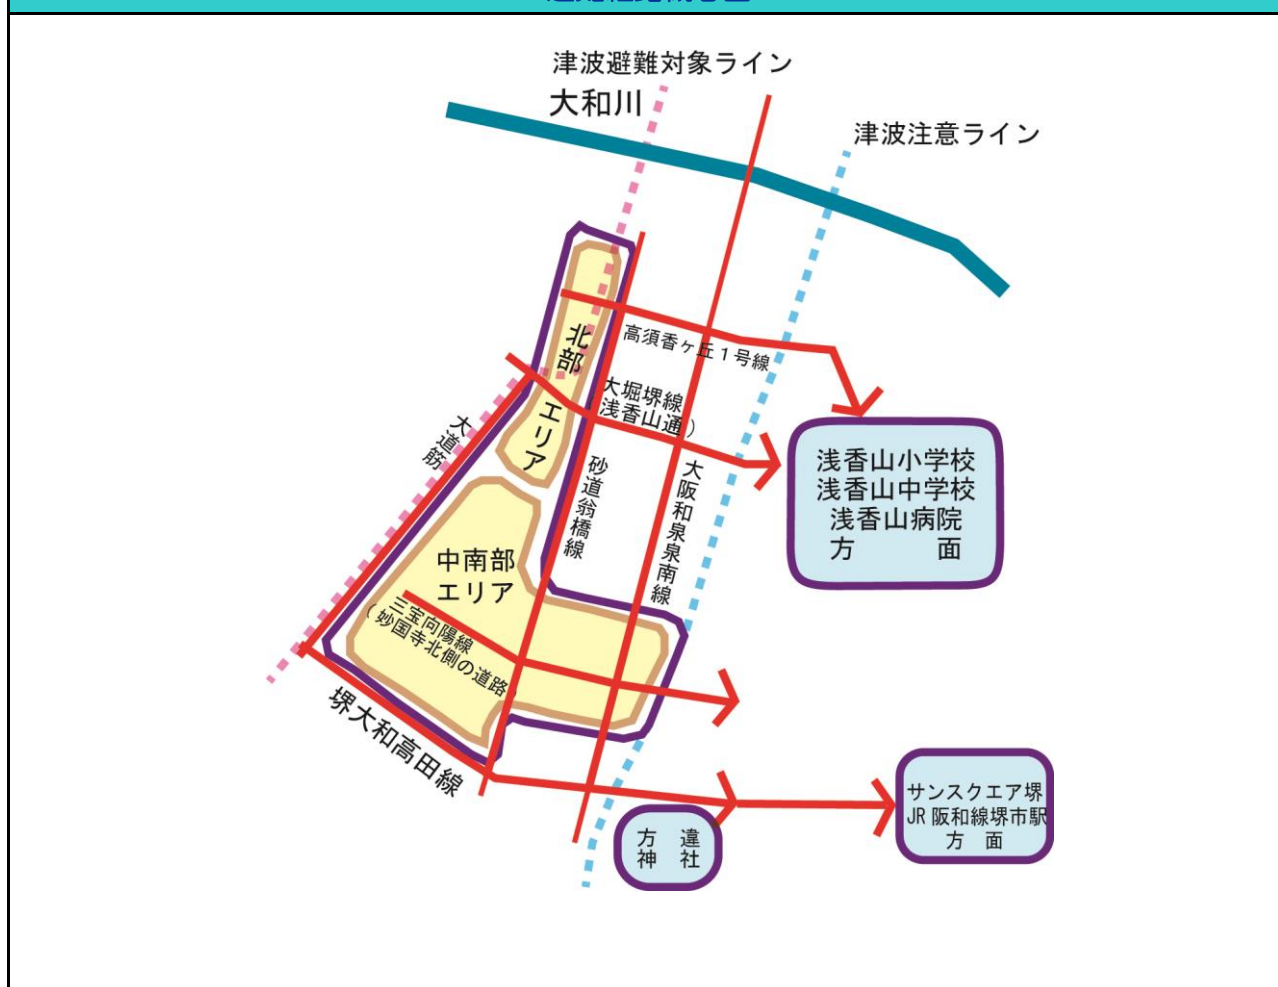 津波避難対象ライン
大和川
津波注意ライン
高須香ヶ丘1号線
北部
エリア
大堀堺線
浅香山通)
大道筋
砂道翁橋線
大阪和泉泉南線
浅香山小学校
浅香山中学校
浅香山病院
方 面
中南部
エリア
三宝向陽線
(妙国寺北側の道路)
堺大和高田線
サンスクエア堺
JR 阪和線堺市駅
方 面
方 違
神 社